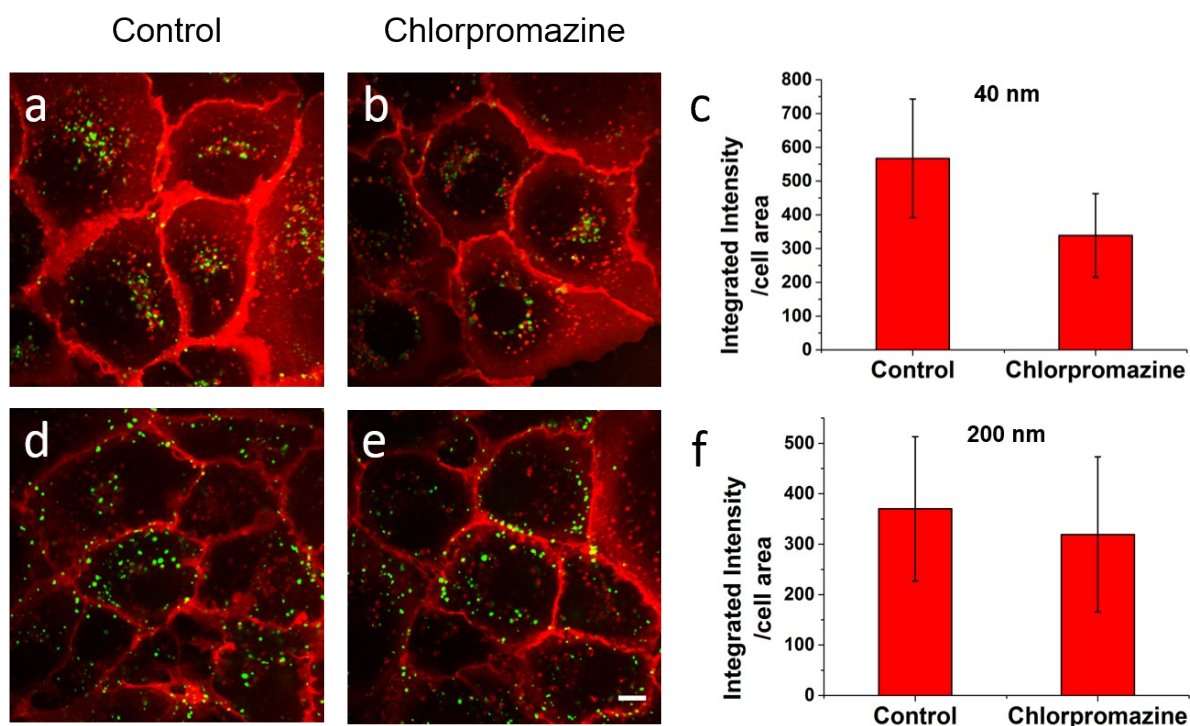 Control
Chlorpromazine
a
b
c
40 nm
Integrated Intensity
/cell area
800
700
600
500
400
300
200
100
0
Control
Chlorpromazine
d
e
f
200 nm
Integrated Intensity
/cell area
500
400
300
200
100
0
Control
Chlorpromazine